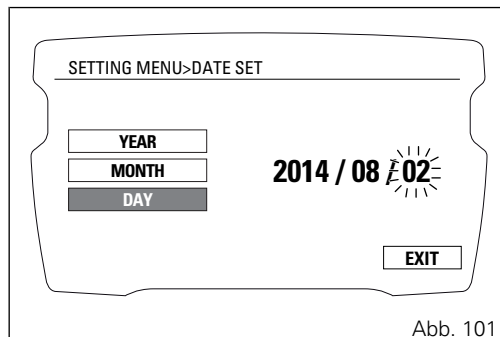 SETTING MENU>DATE SET
YEAR
MONTH
DAY
2014 / 08 / 02
EXIT
Abb. 101